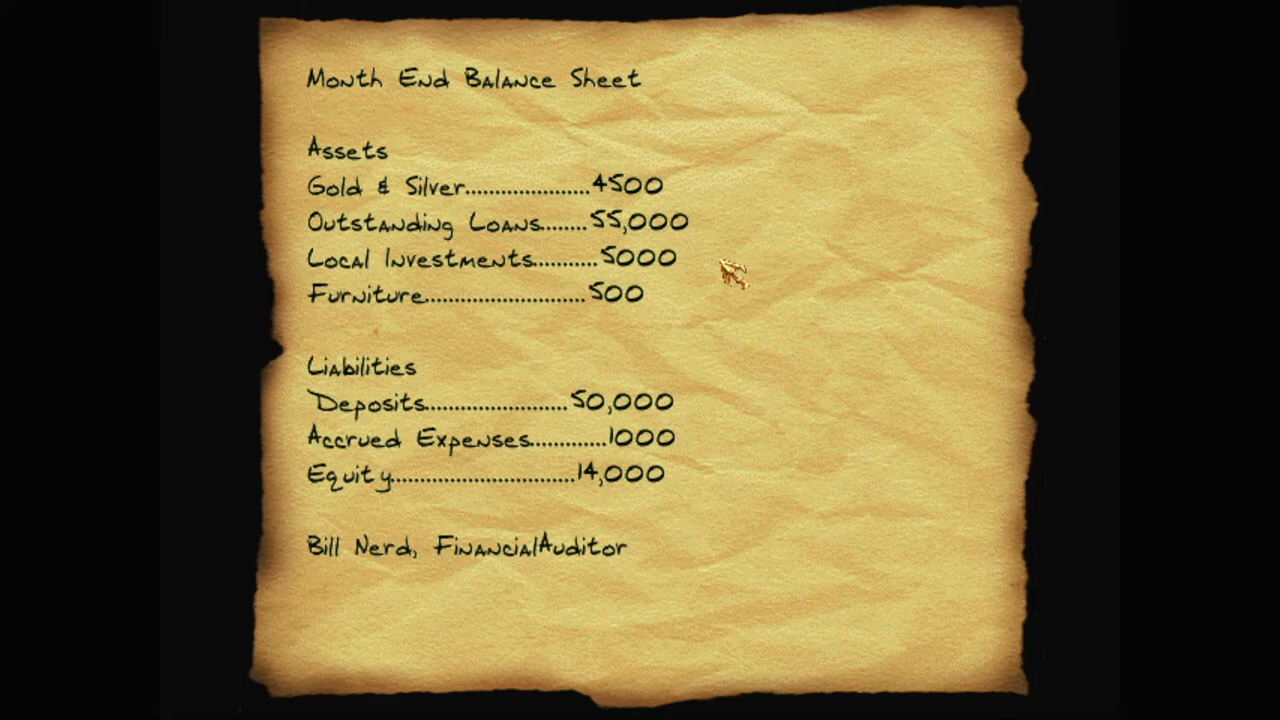 Month End Balance Sheet
Assets
Gold & Silver.....................4500
Outstanding Loans........55,000
Local Investments...........5000
Furniture...........................500
Liabilities
Deposits........................50,000
Accrued Expenses.............1000
Equity...............................14,000
Bill Nerd, FinancialAuditor